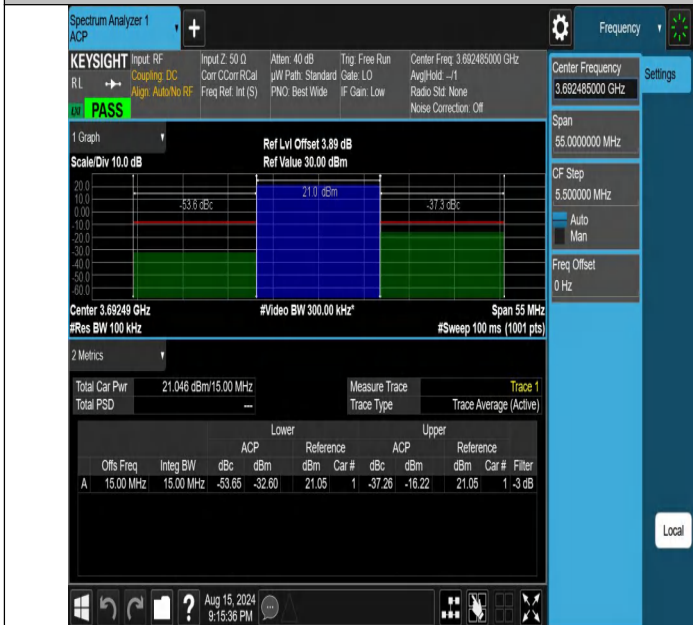 Spectrum Analyzer 1
ACP
+
Frequency
KEYSIGHT
RL
LXI
PASS
Input: RF
Coupling: DC
Align: Auto/No RF
Input Z: 50 Ω
Corr CCorr RCal
Freq Ref: Int (S)
Atten: 40 dB
µW Path: Standard
PNO: Best Wide
Trig: Free Run
Gate: LO
IF Gain: Low
Center Freq: 3.692485000 GHz
Avg|Hold: --/1
Radio Std: None
Noise Correction: Off
Center Frequency
3.692485000 GHz
Settings
Span
55.0000000 MHz
CF Step
5.500000 MHz
Auto
Man
Freq Offset
0 Hz
1 Graph
Scale/Div 10.0 dB
Ref Lvl Offset 3.89 dB
Ref Value 30.00 dBm
20.0
10.0
0.00
-10.0
-20.0
-30.0
-40.0
-50.0
-60.0
-53.6 dBc
21.0 dBm
-37.3 dBc
Center 3.69249 GHz
#Video BW 300.00 kHz*
Span 55 MHz
#Res BW 100 kHz
#Sweep 100 ms (1001 pts)
2 Metrics
Total Car Pwr 21.046 dBm/15.00 MHz
Total PSD ---
Measure Trace Trace 1
Trace Type Trace Average (Active)
Lower Upper
ACP Reference ACP Reference
Offs Freq Integ BW dBc dBm dBm Car # dBc dBm dBm Car # Filter
A 15.00 MHz 15.00 MHz -53.65 -32.60 21.05 1 -37.26 -16.22 21.05 1 -3 dB
Local
?
Aug 15, 2024
9:15:36 PM